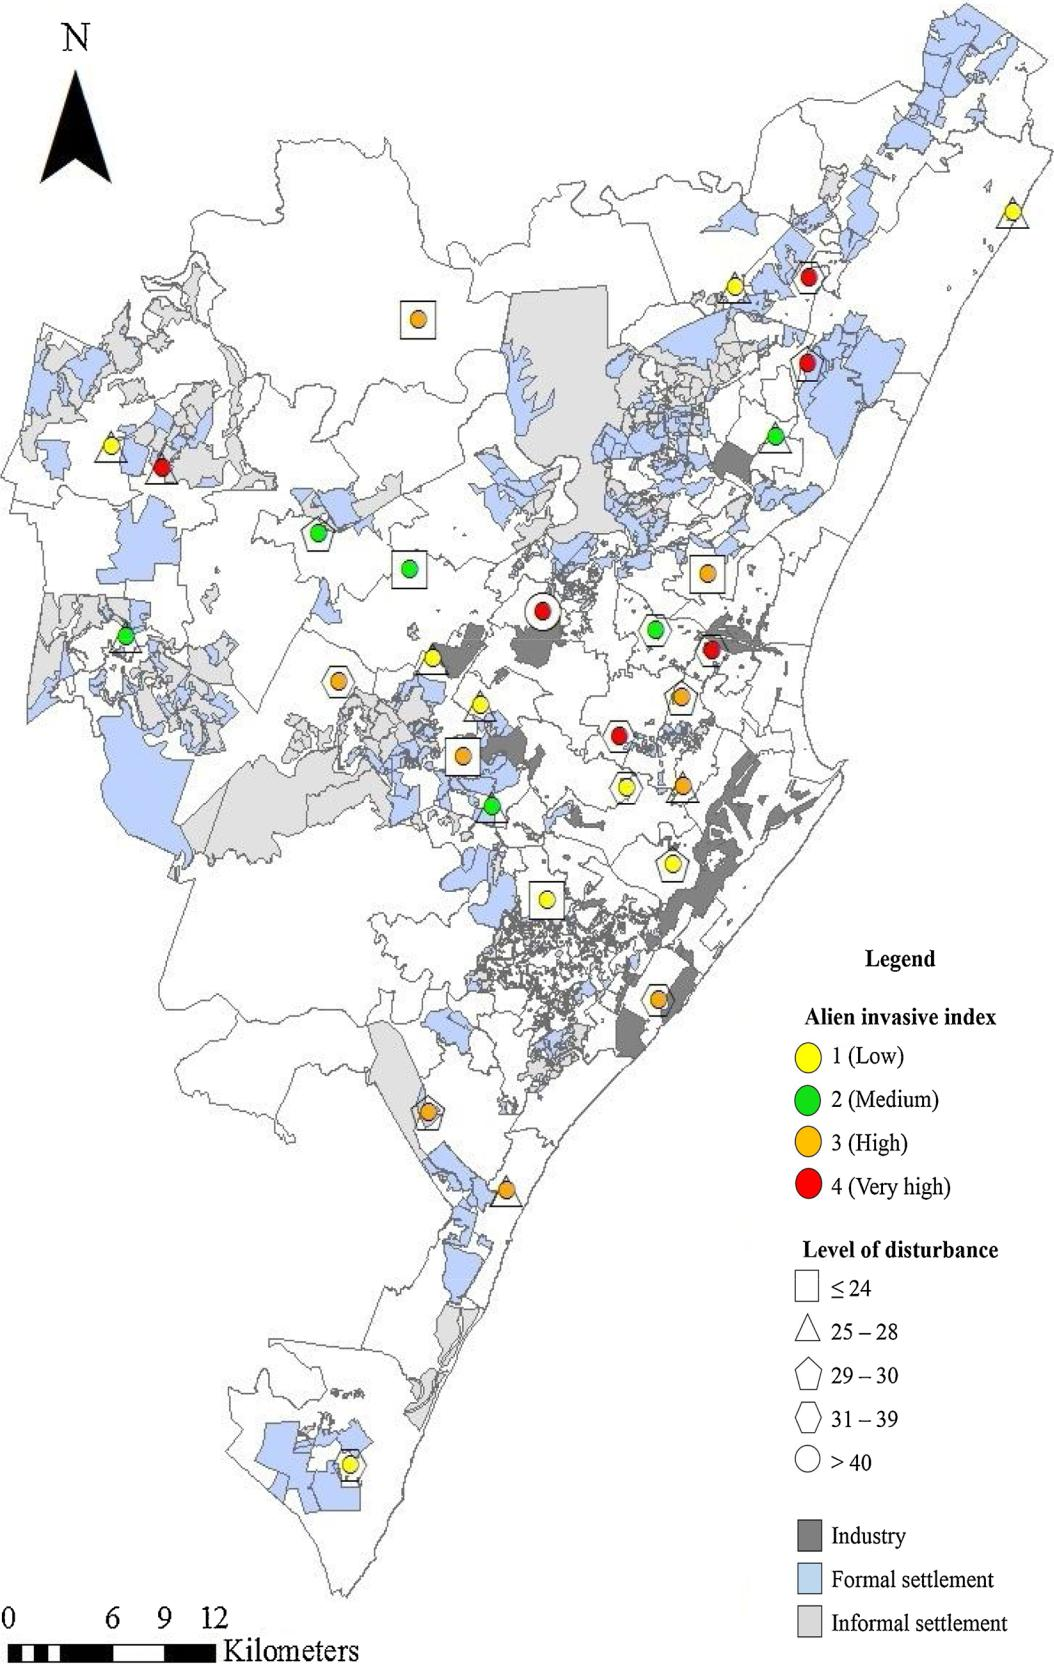 N
Legend
Alien invasive index
1 (Low)
2 (Medium)
3 (High)
4 (Very high)
Level of disturbance
≤ 24
25 – 28
29 – 30
31 – 39
> 40
Industry
Formal settlement
Informal settlement
0 6 9 12
Kilometers